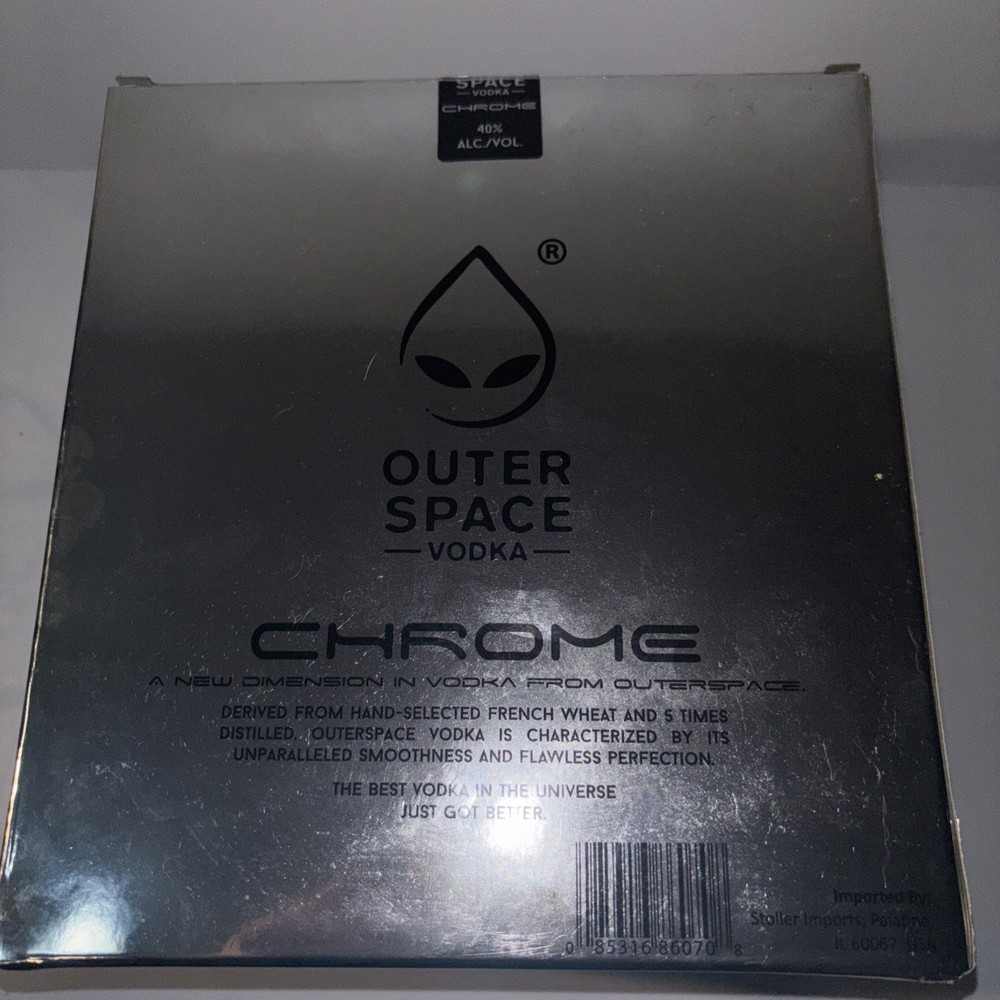 SPACE
VODKA
CHROME
40%
ALC./VOL.
®
OUTER
SPACE
VODKA
CHROME
A NEW DIMENSION IN VODKA FROM OUTERSPACE.
DERIVED FROM HAND-SELECTED FRENCH WHEAT AND 5 TIMES
DISTILLED, OUTERSPACE VODKA IS CHARACTERIZED BY ITS
UNPARALLELED SMOOTHNESS AND FLAWLESS PERFECTION.
THE BEST VODKA IN THE UNIVERSE
JUST GOT BETTER.
0 85316 86070 8
Imported By:
Stoller Imports,
IL 60067 USA